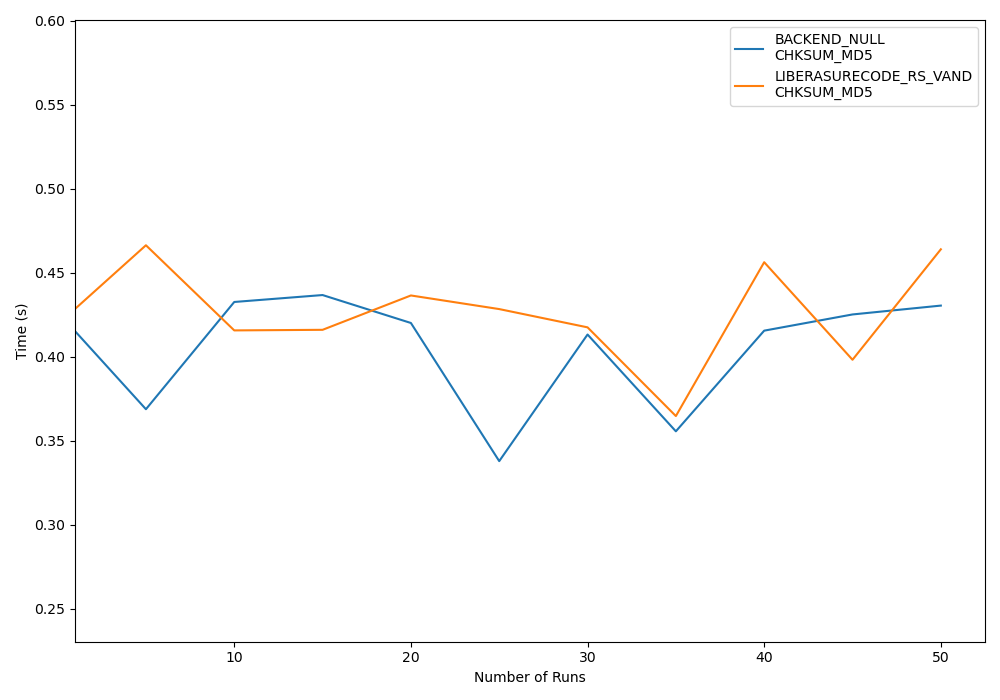 0.60
0.55
0.50
0.45
0.40
0.35
0.30
0.25
Time (s)
10
20
30
40
50
Number of Runs
BACKEND_NULL
CHKSUM_MD5
LIBERASURECODE_RS_VAND
CHKSUM_MD5